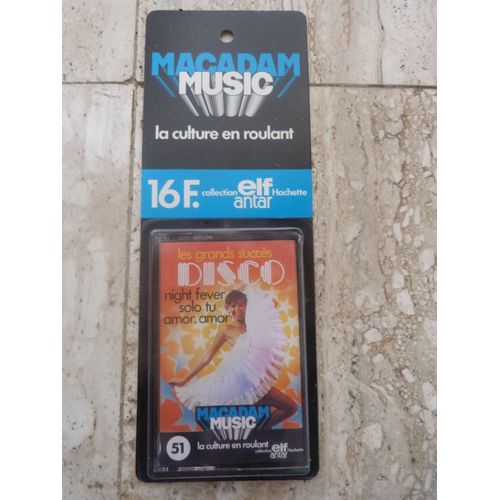 MACADAM
MUSIC
la culture en roulant
16F. collection elf antar Hachette
les grands succès
DISCO
night fever
solo tu
amor, amor
MACADAM
MUSIC
51
la culture en roulant
collection elf antar Hachette